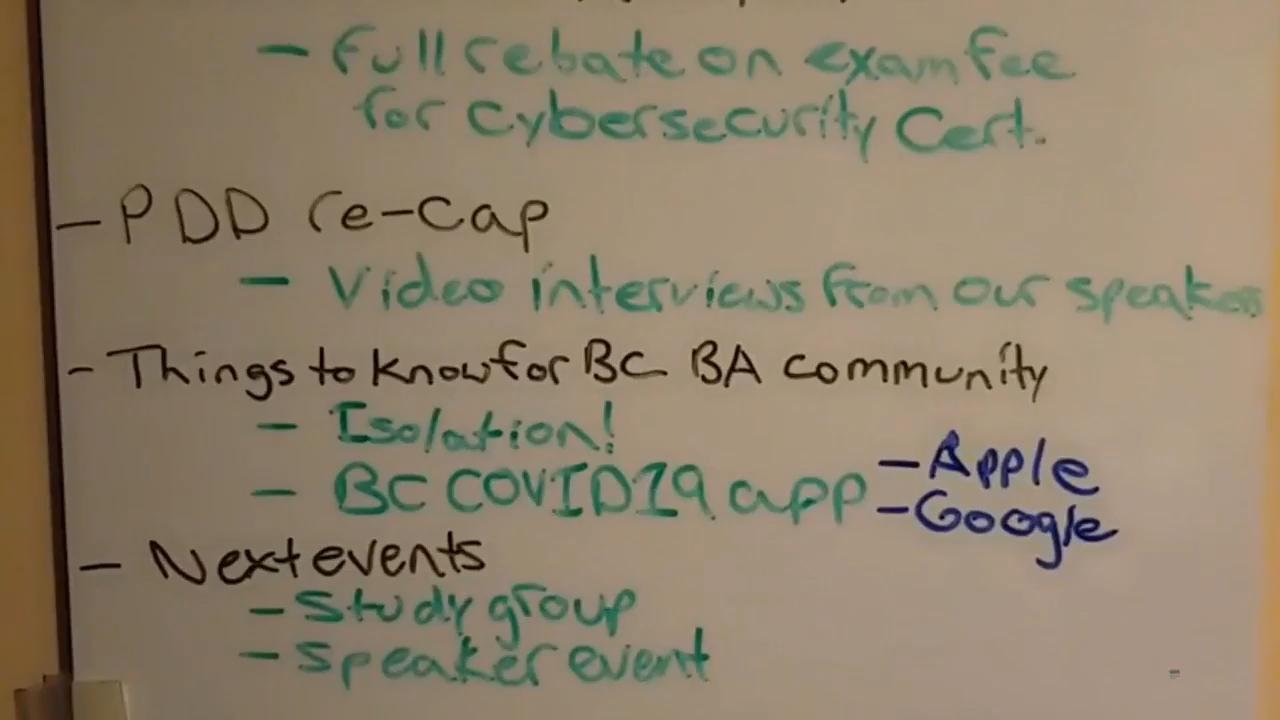 - Full rebate on exam fee
for Cybersecurity Cert.
- PDD re-cap
- Video interviews from our speakers
- Things to know for BC BA community
- Isolation!
- BC COVID19 app - Apple
- Google
- Next events
- Study group
- Speaker event